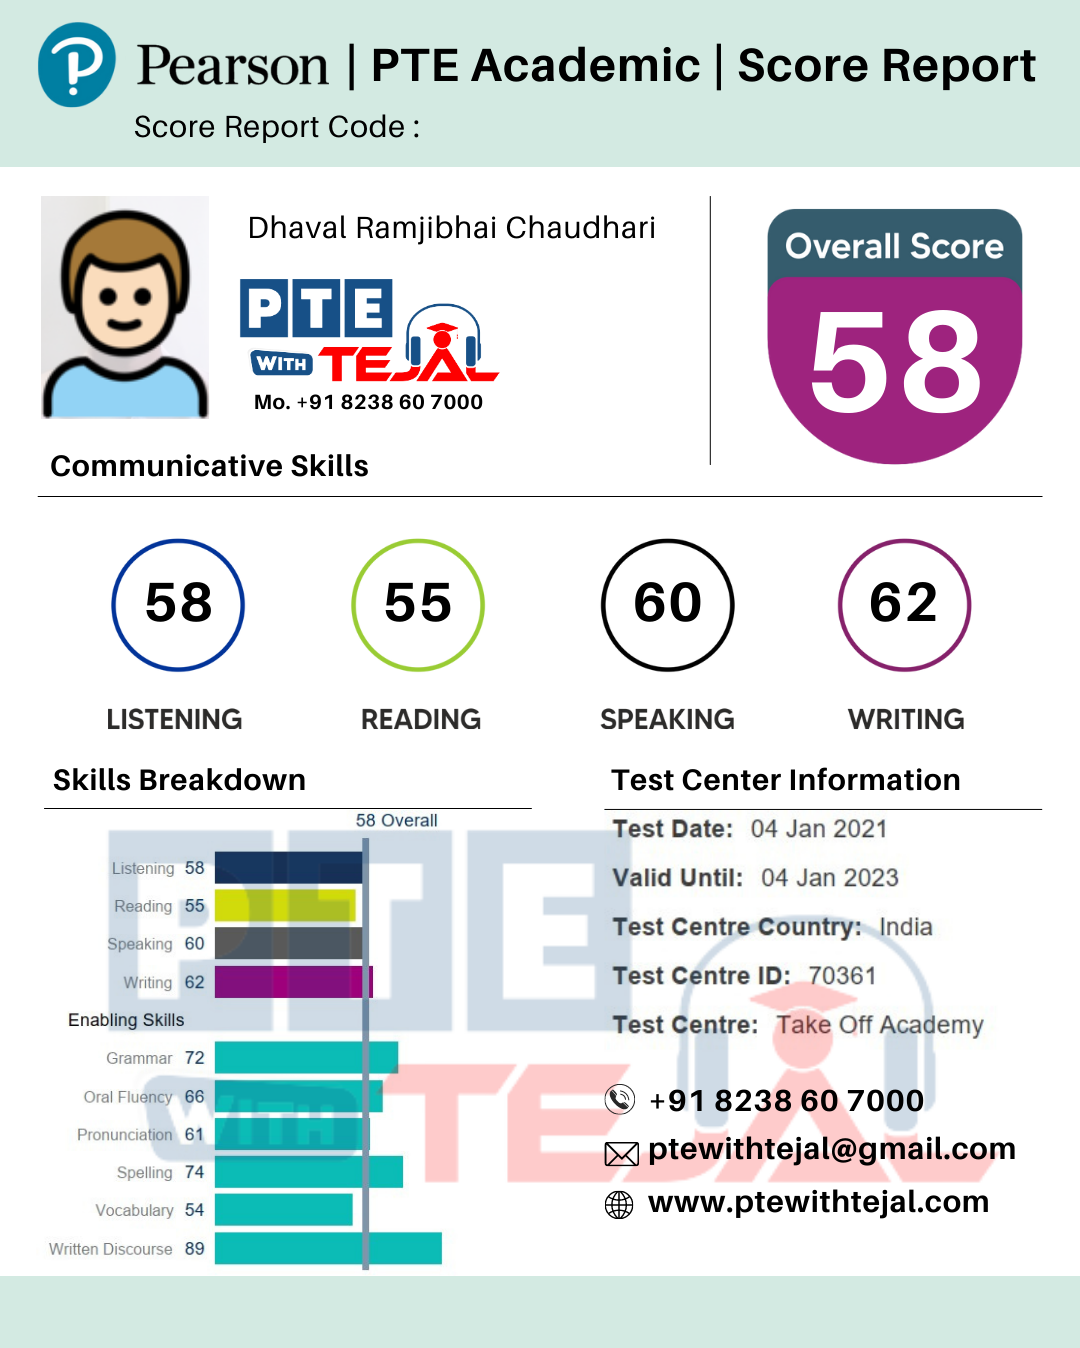 Pearson | PTE Academic | Score Report
Score Report Code :
Dhaval Ramjibhai Chaudhari
PTE
WITH TEJAL
Mo. +91 8238 60 7000
Overall Score
58
Communicative Skills
58 55 60 62
LISTENING READING SPEAKING WRITING
Skills Breakdown
58 Overall
Listening 58
Reading 55
Speaking 60
Writing 62
Enabling Skills
Grammar 72
Oral Fluency 66
Pronunciation 61
Spelling 74
Vocabulary 54
Written Discourse 89
Test Center Information
Test Date: 04 Jan 2021
Valid Until: 04 Jan 2023
Test Centre Country: India
Test Centre ID: 70361
Test Centre: Take Off Academy
+91 8238 60 7000
ptewithtejal@gmail.com
www.ptewithtejal.com
PTE
WITH TEJAL